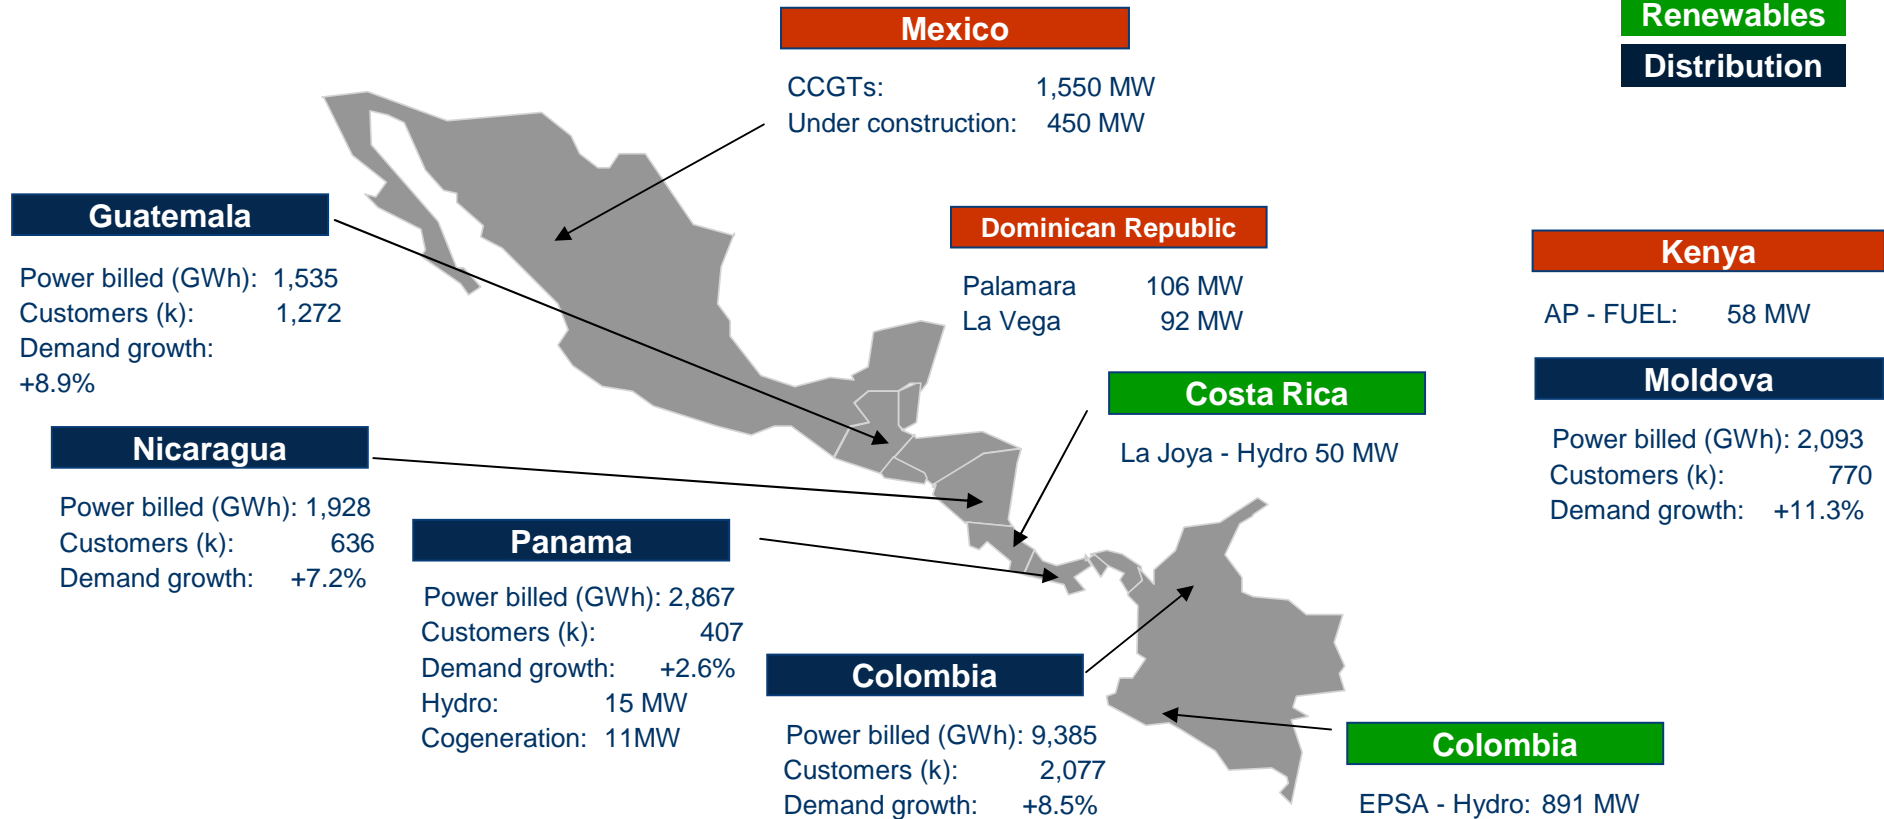 Renewables
Distribution
Mexico
CCGTs: 1,550 MW
Under construction: 450 MW
Guatemala
Power billed (GWh): 1,535
Customers (k): 1,272
Demand growth:
+8.9%
Dominican Republic
Palamara 106 MW
La Vega 92 MW
Kenya
AP - FUEL: 58 MW
Moldova
Power billed (GWh): 2,093
Customers (k): 770
Demand growth: +11.3%
Costa Rica
La Joya - Hydro 50 MW
Nicaragua
Power billed (GWh): 1,928
Customers (k): 636
Demand growth: +7.2%
Panama
Power billed (GWh): 2,867
Customers (k): 407
Demand growth: +2.6%
Hydro: 15 MW
Cogeneration: 11MW
Colombia
Power billed (GWh): 9,385
Customers (k): 2,077
Demand growth: +8.5%
Colombia
EPSA - Hydro: 891 MW